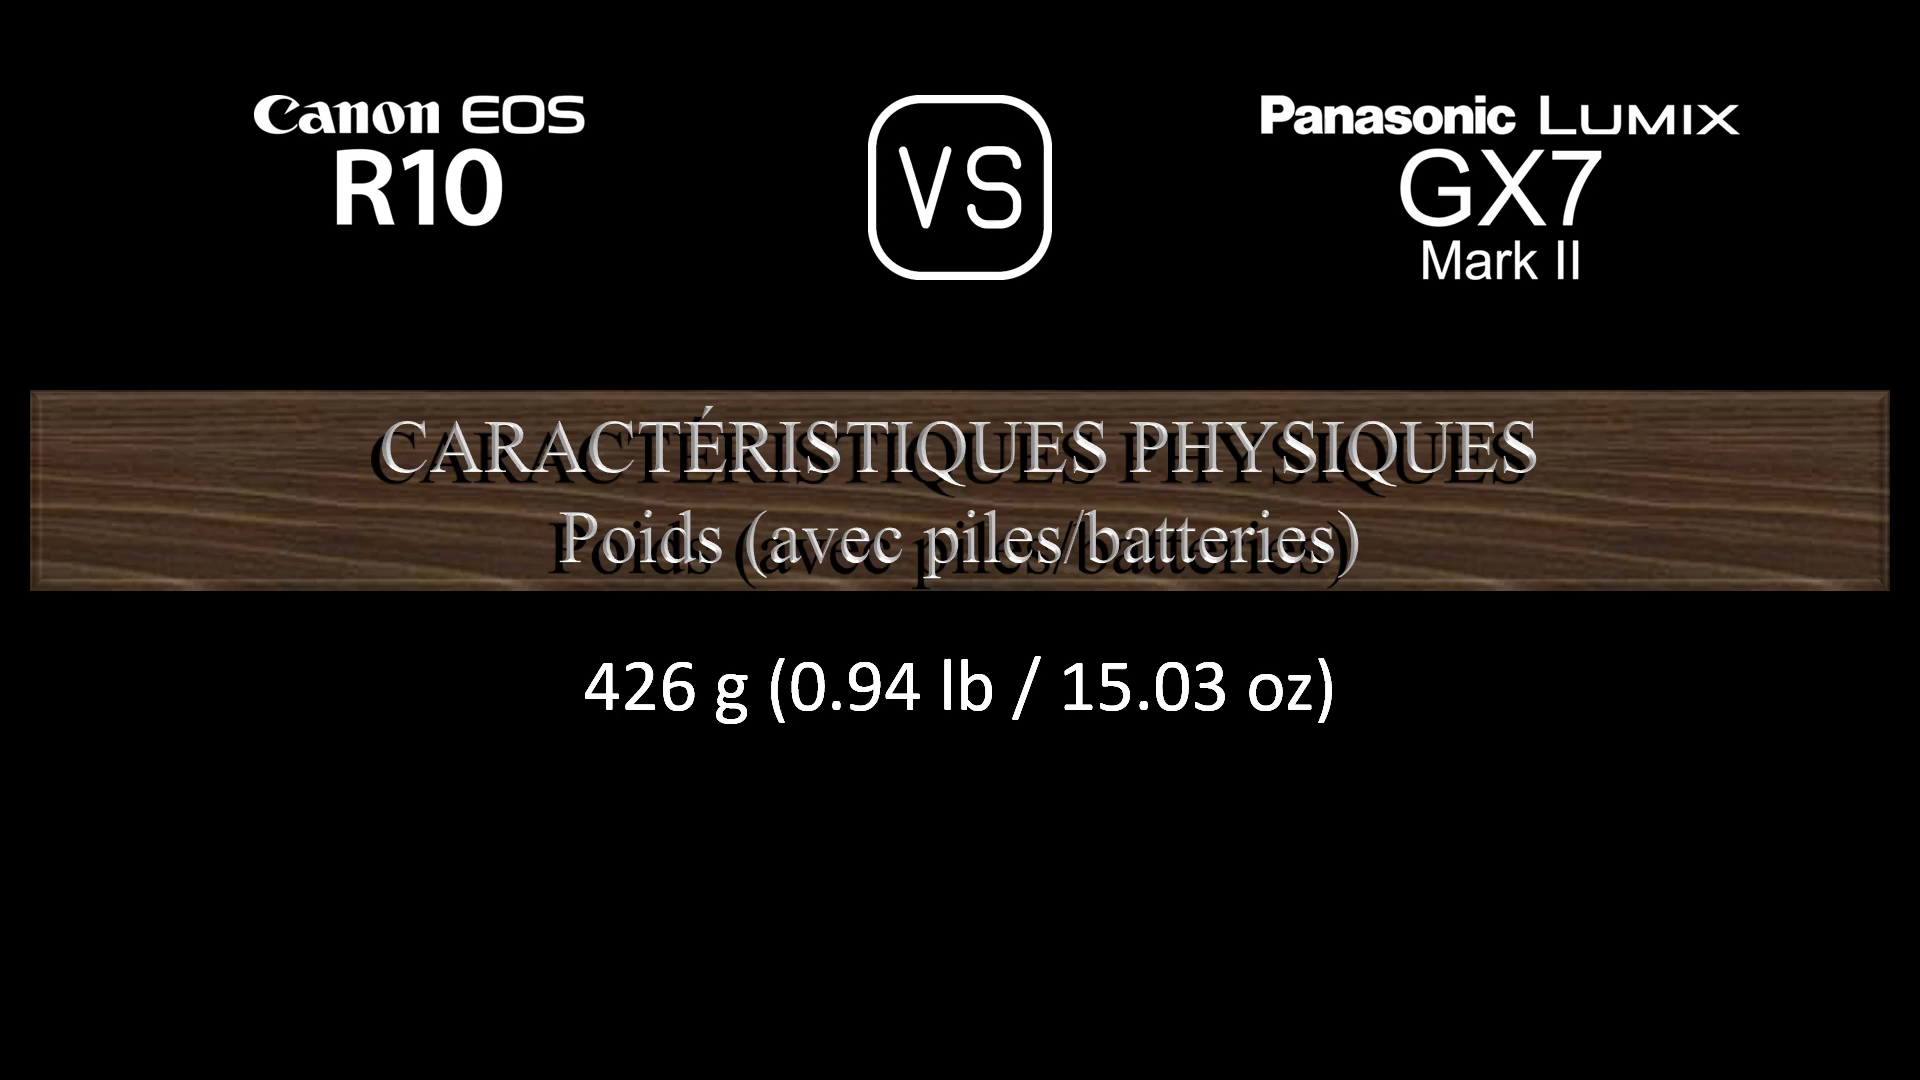 Canon EOS
R10
VS
Panasonic LUMIX
GX7
Mark II
CARACTÉRISTIQUES PHYSIQUES
Poids (avec piles/batteries)
426 g (0.94 lb / 15.03 oz)